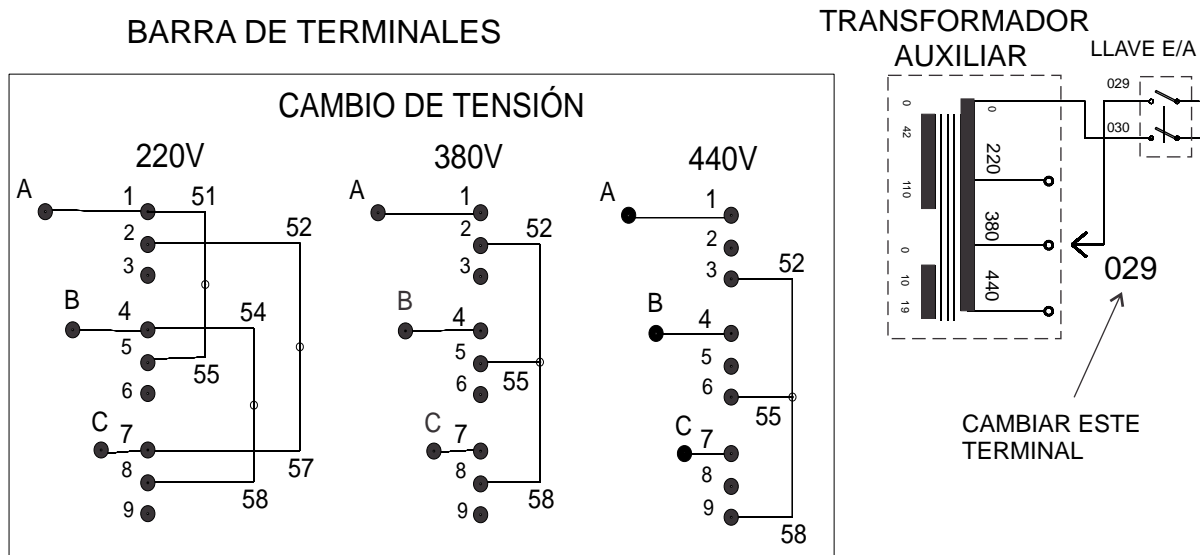 BARRA DE TERMINALES
CAMBIO DE TENSIÓN
220V
A
1
51
2
52
3
B
4
54
5
55
6
C
7
57
8
58
9
380V
A
1
2
52
3
B
4
5
55
6
C
7
8
58
9
440V
A
1
2
3
52
B
4
5
6
55
C
7
8
9
58
TRANSFORMADOR
AUXILIAR
LLAVE E/A
029
030
0
42
110
0
10
19
0
220
380
440
029
CAMBIAR ESTE
TERMINAL